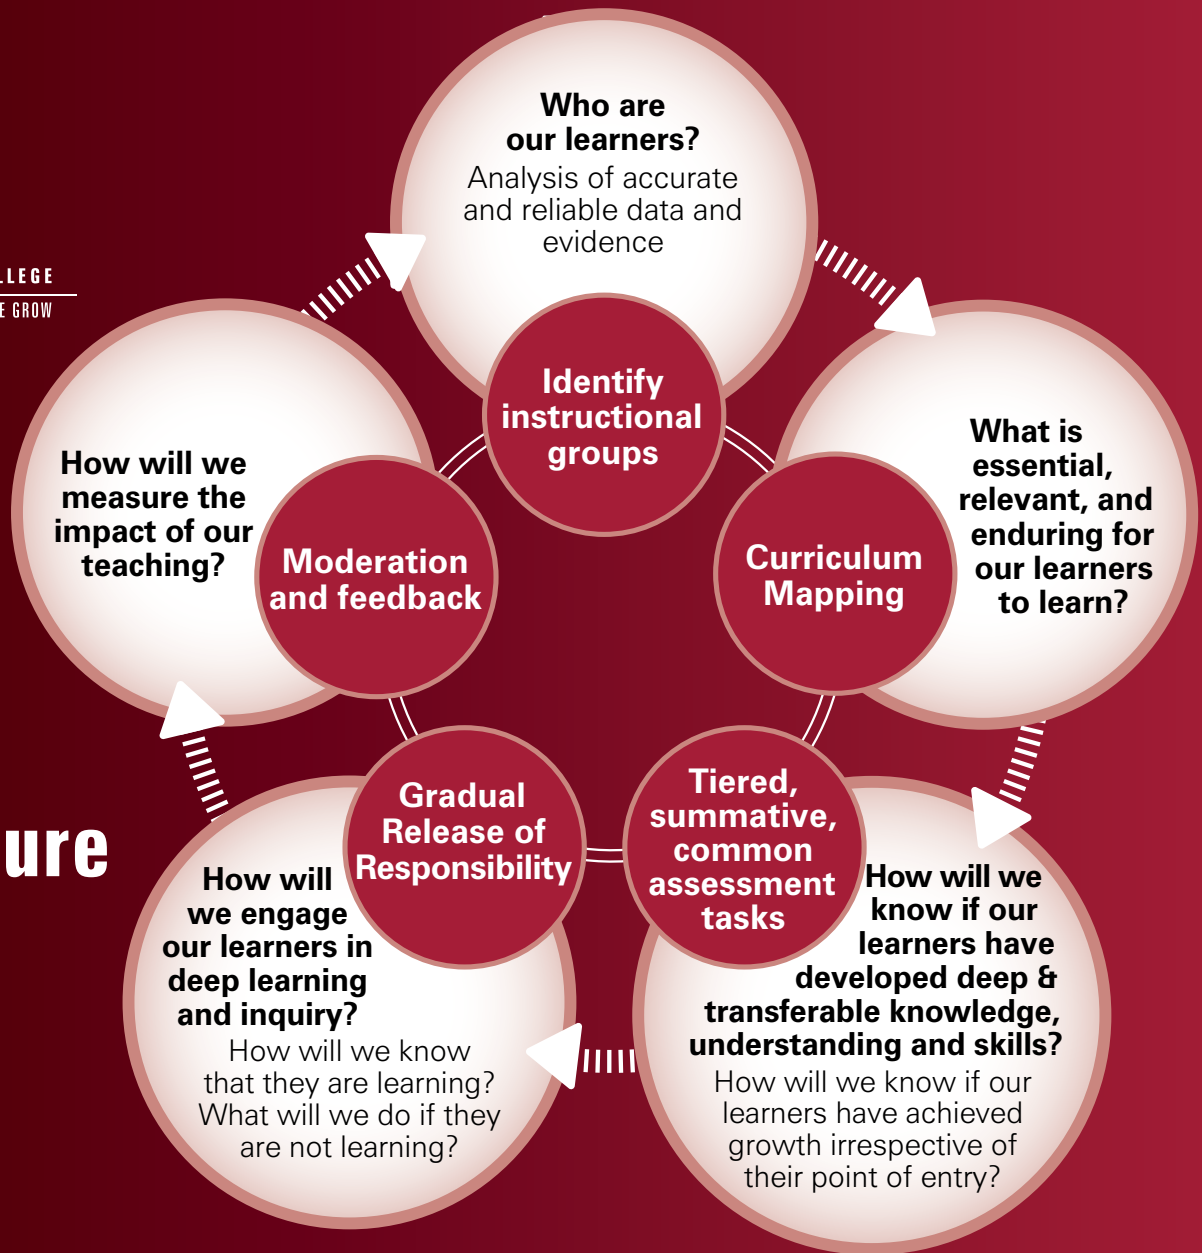 Who are
our learners?
Analysis of accurate
and reliable data and
evidence
Identify
instructional
groups
What is
essential,
relevant, and
enduring for
our learners
to learn?
Curriculum
Mapping
Tiered,
summative,
common
assessment
tasks
How will we
know if our
learners have
developed deep &
transferable knowledge,
understanding and skills?
How will we know if our
learners have achieved
growth irrespective of
their point of entry?
Gradual
Release of
Responsibility
How will
we engage
our learners in
deep learning
and inquiry?
How will we know
that they are learning?
What will we do if they
are not learning?
How will we
measure the
impact of our
teaching?
Moderation
and feedback
LLEGE
E GROW
ure